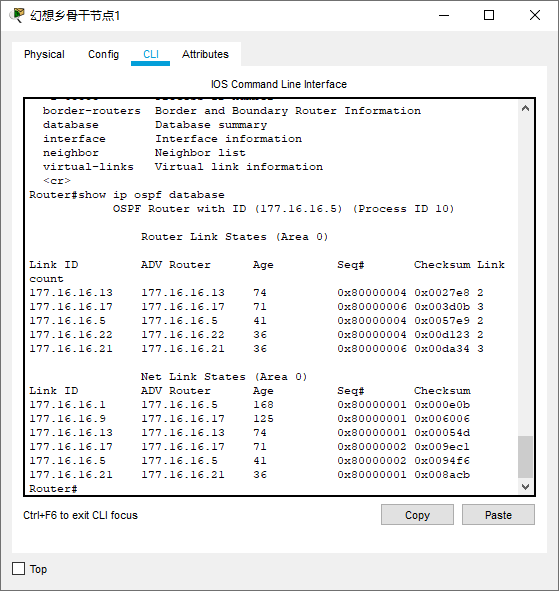 幻想乡骨干节点1
Physical Config CLI Attributes
IOS Command Line Interface
border-routers Border and Boundary Router Information
database Database summary
interface Interface information
neighbor Neighbor list
virtual-links Virtual link information
<cr>
Router#show ip ospf database
OSPF Router with ID (177.16.16.5) (Process ID 10)
Router Link States (Area 0)
Link ID ADV Router Age Seq# Checksum Link
count
177.16.16.13 177.16.16.13 74 0x80000004 0x0027e8 2
177.16.16.17 177.16.16.17 71 0x80000006 0x003d0b 3
177.16.16.5 177.16.16.5 41 0x80000004 0x0057e9 2
177.16.16.22 177.16.16.22 36 0x80000004 0x00d123 2
177.16.16.21 177.16.16.21 36 0x80000006 0x00da34 3
Net Link States (Area 0)
Link ID ADV Router Age Seq# Checksum
177.16.16.1 177.16.16.5 168 0x80000001 0x000e0b
177.16.16.9 177.16.16.17 125 0x80000001 0x006006
177.16.16.13 177.16.16.13 74 0x80000001 0x00054d
177.16.16.17 177.16.16.17 71 0x80000002 0x009ec1
177.16.16.5 177.16.16.5 41 0x80000002 0x0094f6
177.16.16.21 177.16.16.21 36 0x80000001 0x008acb
Router#
Ctrl+F6 to exit CLI focus
Copy Paste
Top